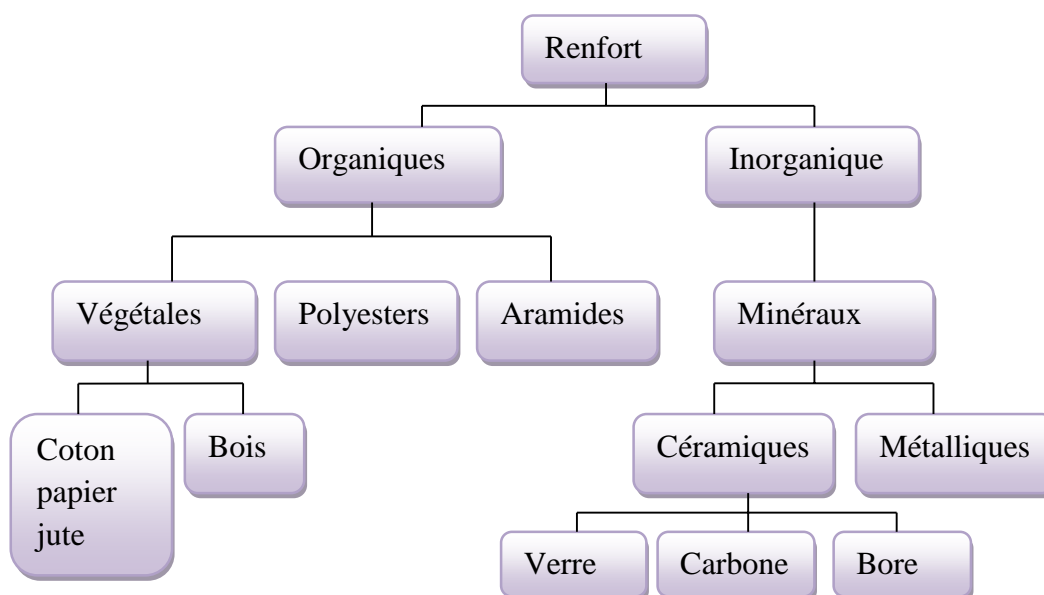 Renfort
Organiques
Inorganique
Végétales
Polyesters
Aramides
Minéraux
Coton
papier
jute
Bois
Céramiques
Métalliques
Verre
Carbone
Bore